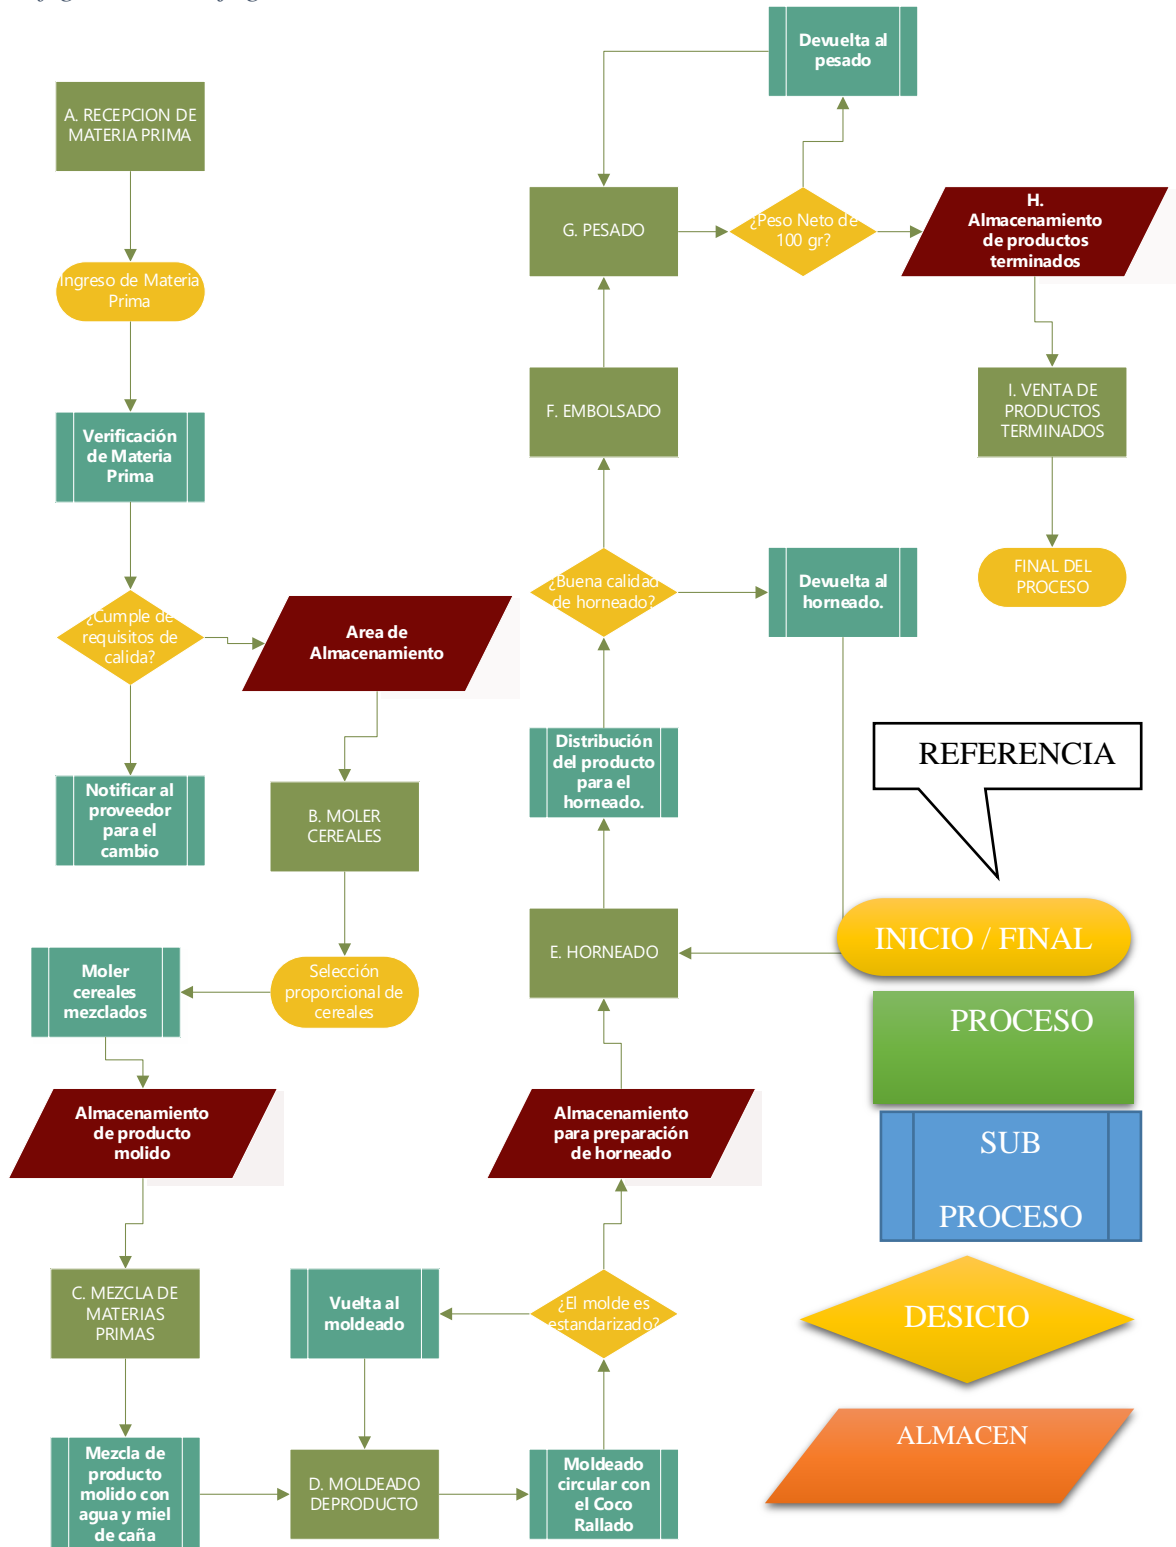 A. RECEPCION DE
MATERIA PRIMA
Ingreso de Materia
Prima
Verificación
de Materia
Prima
¿Cumple de
requisitos de
calida?
Notificar al
proveedor
para el
cambio
Area de
Almacenamiento
B. MOLER
CEREALES
Selección
proporcional de
cereales
Moler
cereales
mezclados
Almacenamiento
de producto
molido
C. MEZCLA DE
MATERIAS
PRIMAS
Mezcla de
producto
molido con
agua y miel
de caña
D. MOLDEADO
DEPRODUCTO
Vuelta al
moldeado
Moldeado
circular con
el Coco
Rallado
¿El molde es
estandarizado?
Almacenamiento
para preparación
de horneado
E. HORNEADO
Distribución
del producto
para el
horneado.
¿Buena calidad
de horneado?
Devuelta al
horneado.
F. EMBOLSADO
G. PESADO
¿Peso Neto de
100 gr?
Devuelta al
pesado
H.
Almacenamiento
de productos
terminados
I. VENTA DE
PRODUCTOS
TERMINADOS
FINAL DEL
PROCESO
REFERENCIA
INICIO / FINAL
PROCESO
SUB
PROCESO
DESICIO
ALMACEN